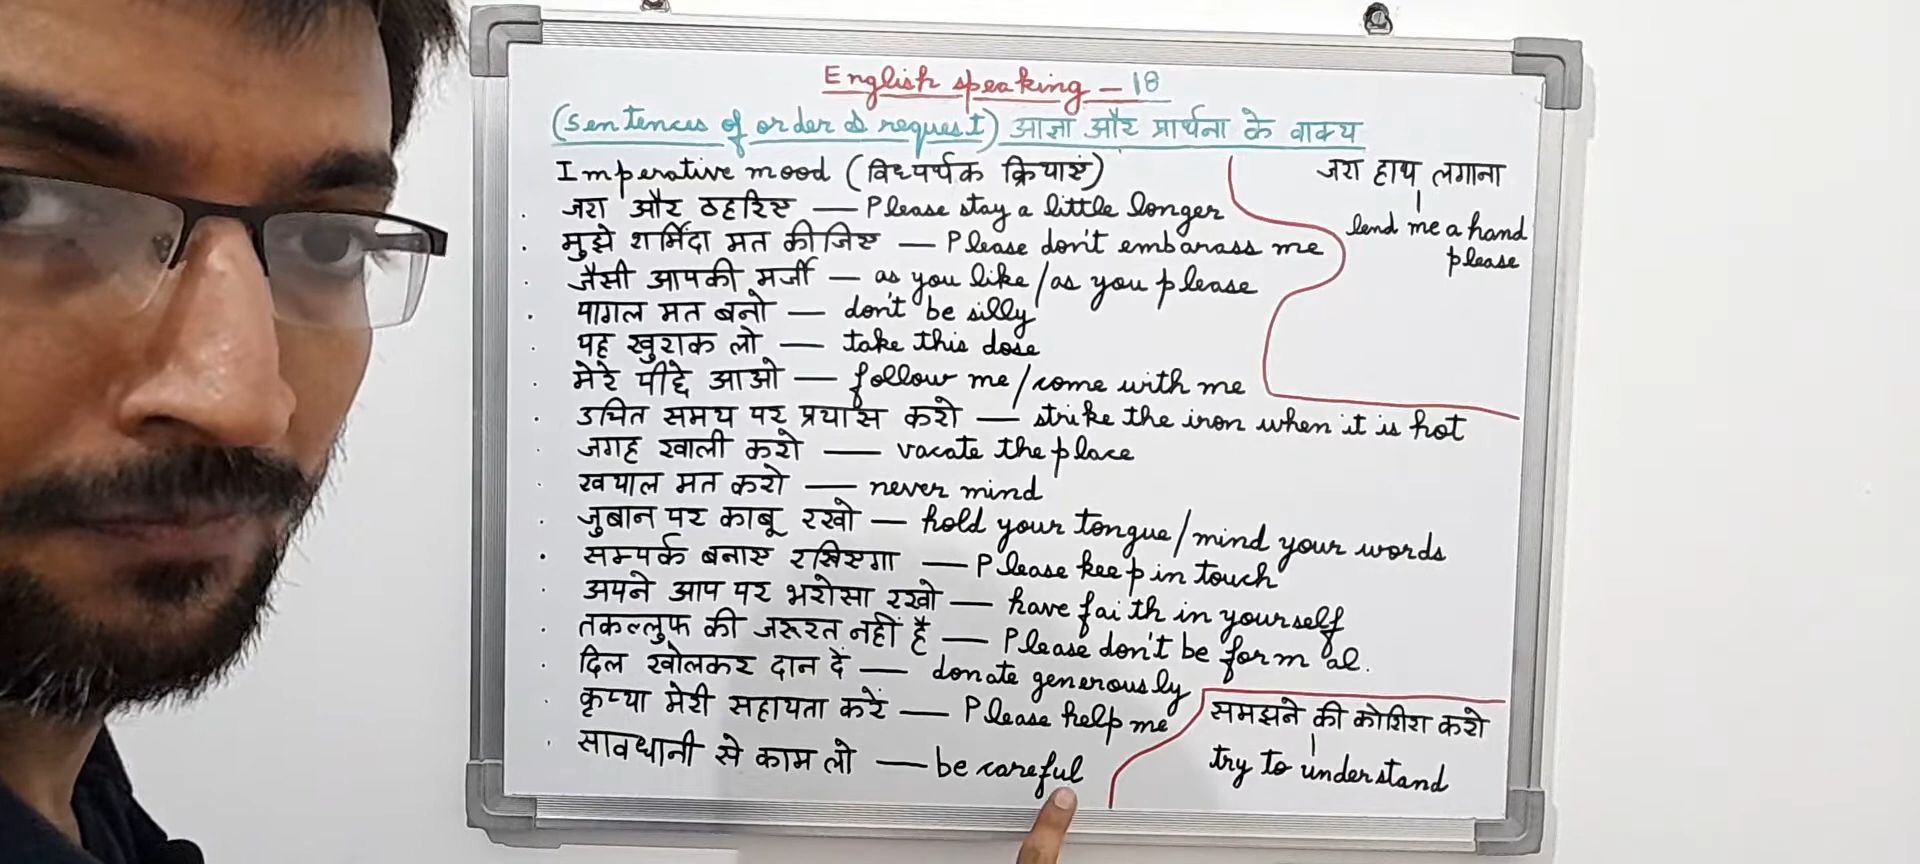 English speaking - 18
(Sentences of order & request) आज्ञा और प्रार्थना के वाक्य
Imperative mood (विध्यर्थक क्रियाएं)
. जरा और ठहरिए — Please stay a little longer
. मुझे शर्मिंदा मत कीजिए — Please don't embarass me
. जैसी आपकी मर्जी — as you like/as you please
. पागल मत बनो — don't be silly
. यह खुराक लो — take this dose
. मेरे पीछे आओ — follow me/come with me
. उचित समय पर प्रयास करो — strike the iron when it is hot
. जगह खाली करो — vacate the place
. ख्याल मत करो — never mind
. जुबान पर काबू रखो — hold your tongue/mind your words
. सम्पर्क बनाए रखिएगा — Please keep in touch
. अपने आप पर भरोसा रखो — have faith in yourself
. तकल्लुफ की जरूरत नहीं है — Please don't be formal.
. दिल खोलकर दान दें — donate generously
. कृप्या मेरी सहायता करें — Please help me
. सावधानी से काम लो — be careful
जरा हाथ लगाना
lend me a hand
please
समझने की कोशिश करो
try to understand